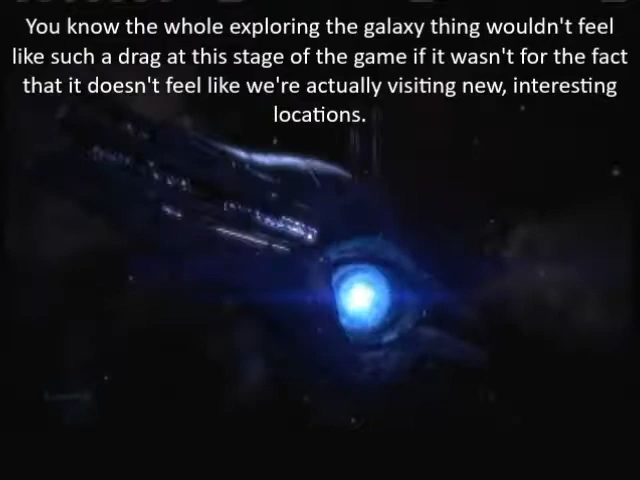 You know the whole exploring the galaxy thing wouldn't feel
like such a drag at this stage of the game if it wasn't for the fact
that it doesn't feel like we're actually visiting new, interesting
locations.